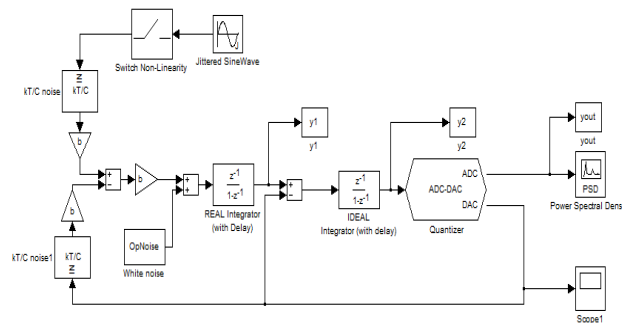 Switch Non-Linearity
Jittered SineWave
kT/C noise
kT/C
b
b
b
kT/C noise1
kT/C
OpNoise
White noise
z-1
1-z-1
REAL Integrator
(with Delay)
y1
y1
z-1
1-z-1
IDEAL
Integrator (with delay)
y2
y2
ADC
ADC-DAC
DAC
Quantizer
yout
yout
PSD
Power Spectral Dens
Scope1